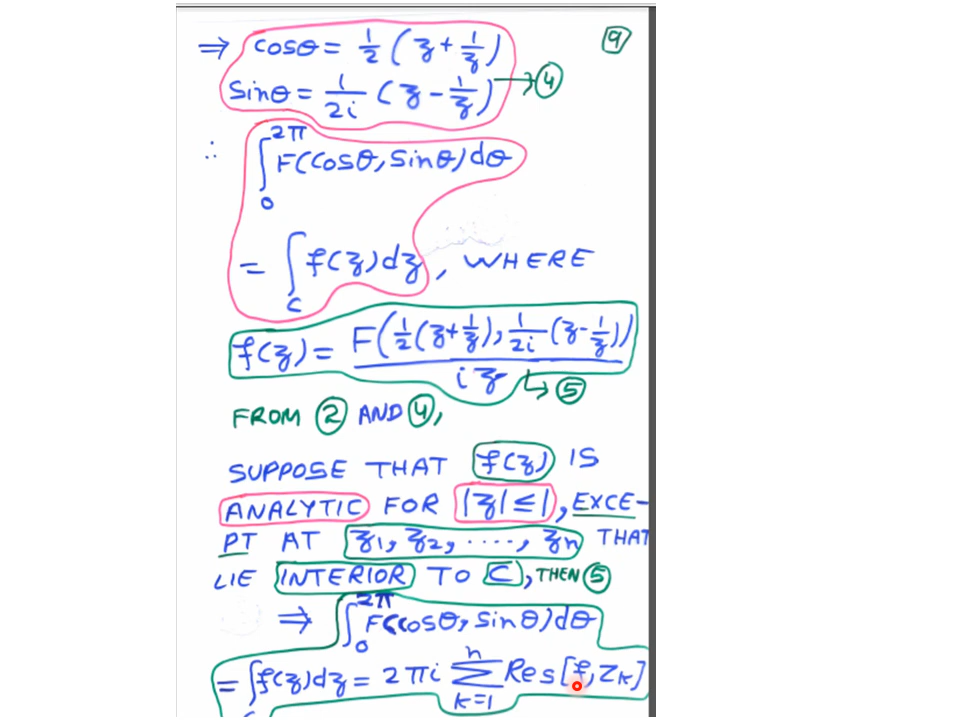 ⇒ cosθ = 1/2 (z + 1/z) 9
sinθ = 1/2i (z - 1/z) → 4
∴ ∫₀^2π F(cosθ, sinθ) dθ
= ∫_C f(z) dz, WHERE
f(z) = F(1/2(z+1/z), 1/2i(z-1/z)) / iz ↳ 5
FROM 2 AND 4,
SUPPOSE THAT f(z) IS
ANALYTIC FOR |z| ≤ 1, EXCE-
PT AT z₁, z₂, ...., zₙ THAT
LIE INTERIOR TO C, THEN 5
⇒ ∫₀^2π F(cosθ, sinθ) dθ
= ∫_C f(z) dz = 2πi Σ_{k=1}^n Res[f, z_k]